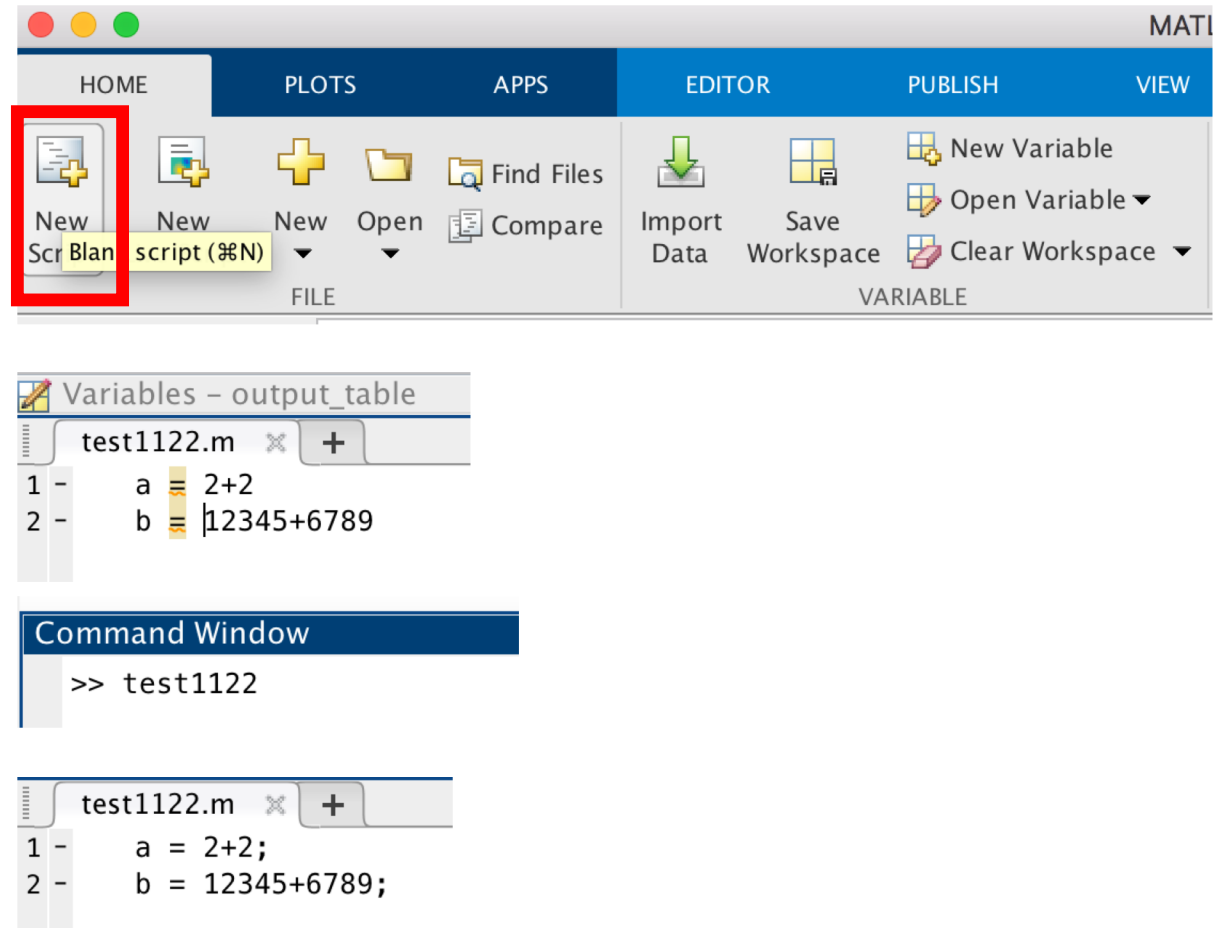 MATL
HOME PLOTS APPS EDITOR PUBLISH VIEW
New Variable
Find Files
Open Variable
New New New Open Compare Import Save
Scr Blan script (⌘N) Data Workspace Clear Workspace
FILE VARIABLE
Variables – output_table
test1122.m +
1 – a = 2+2
2 – b = 12345+6789
Command Window
>> test1122
test1122.m +
1 – a = 2+2;
2 – b = 12345+6789;